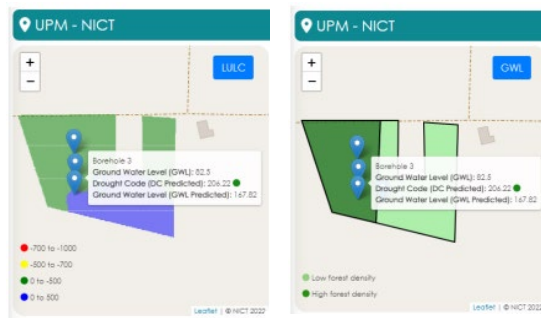 UPM - NICT
+
−
LULC
Borehole 3
Ground Water Level (GWL): 82.5
Drought Code (DC Predicted): 206.22
Ground Water Level (GWL Predicted): 167.82
-700 to -1000
-500 to -700
0 to -500
0 to 500
Leaflet | © NICT 2022
UPM - NICT
+
−
GWL
Borehole 3
Ground Water Level (GWL): 82.5
Drought Code (DC Predicted): 206.22
Ground Water Level (GWL Predicted): 167.82
Low forest density
High forest density
Leaflet | © NICT 2022